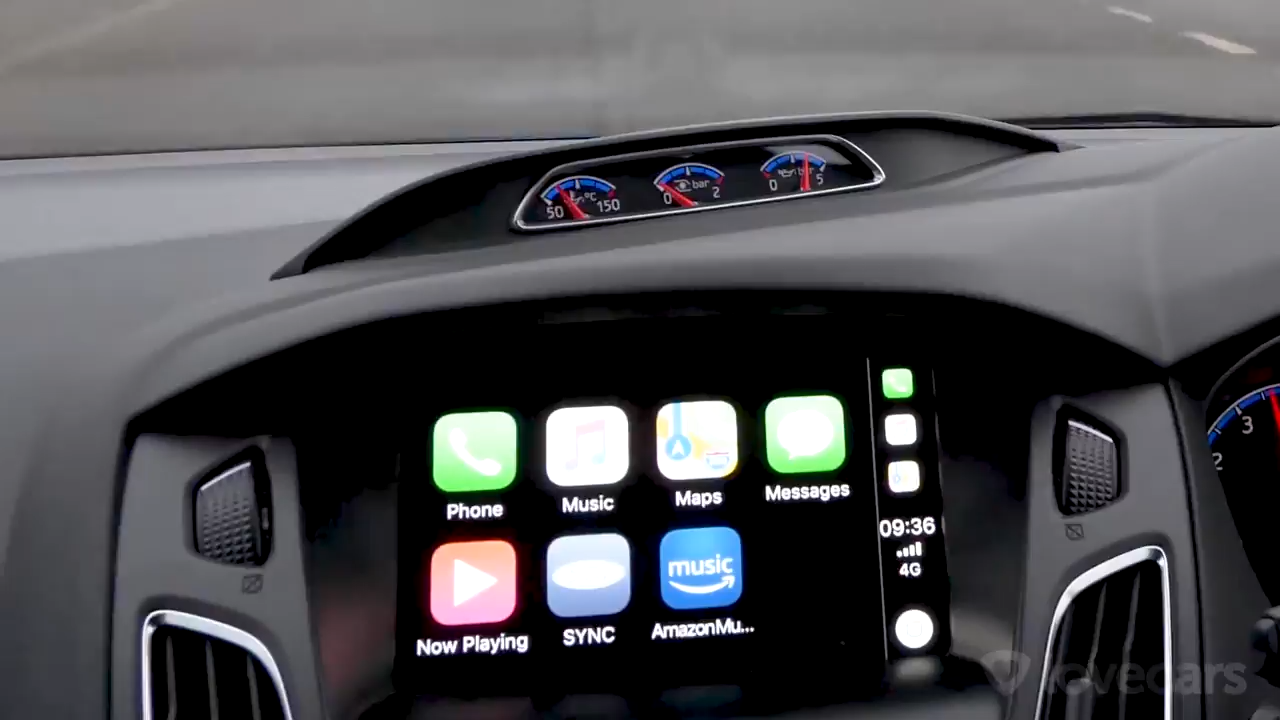 50 °C 150
0 bar 2
0 bar 5
3
2
Phone
Music
Maps
Messages
09:36
4G
music
Now Playing
SYNC
AmazonMu...
lovecars